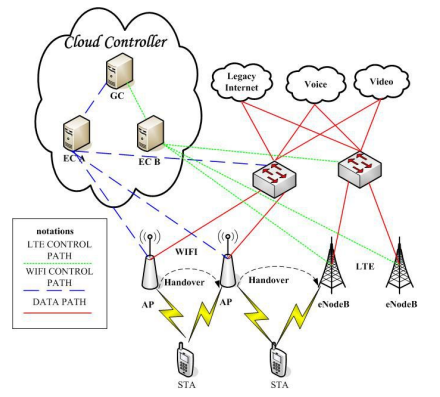 Cloud Controller
GC
EC A
EC B
Legacy
Internet
Voice
Video
notations
LTE CONTROL
PATH
WIFI CONTROL
PATH
DATA PATH
WIFI
LTE
Handover
Handover
AP
AP
eNodeB
eNodeB
STA
STA